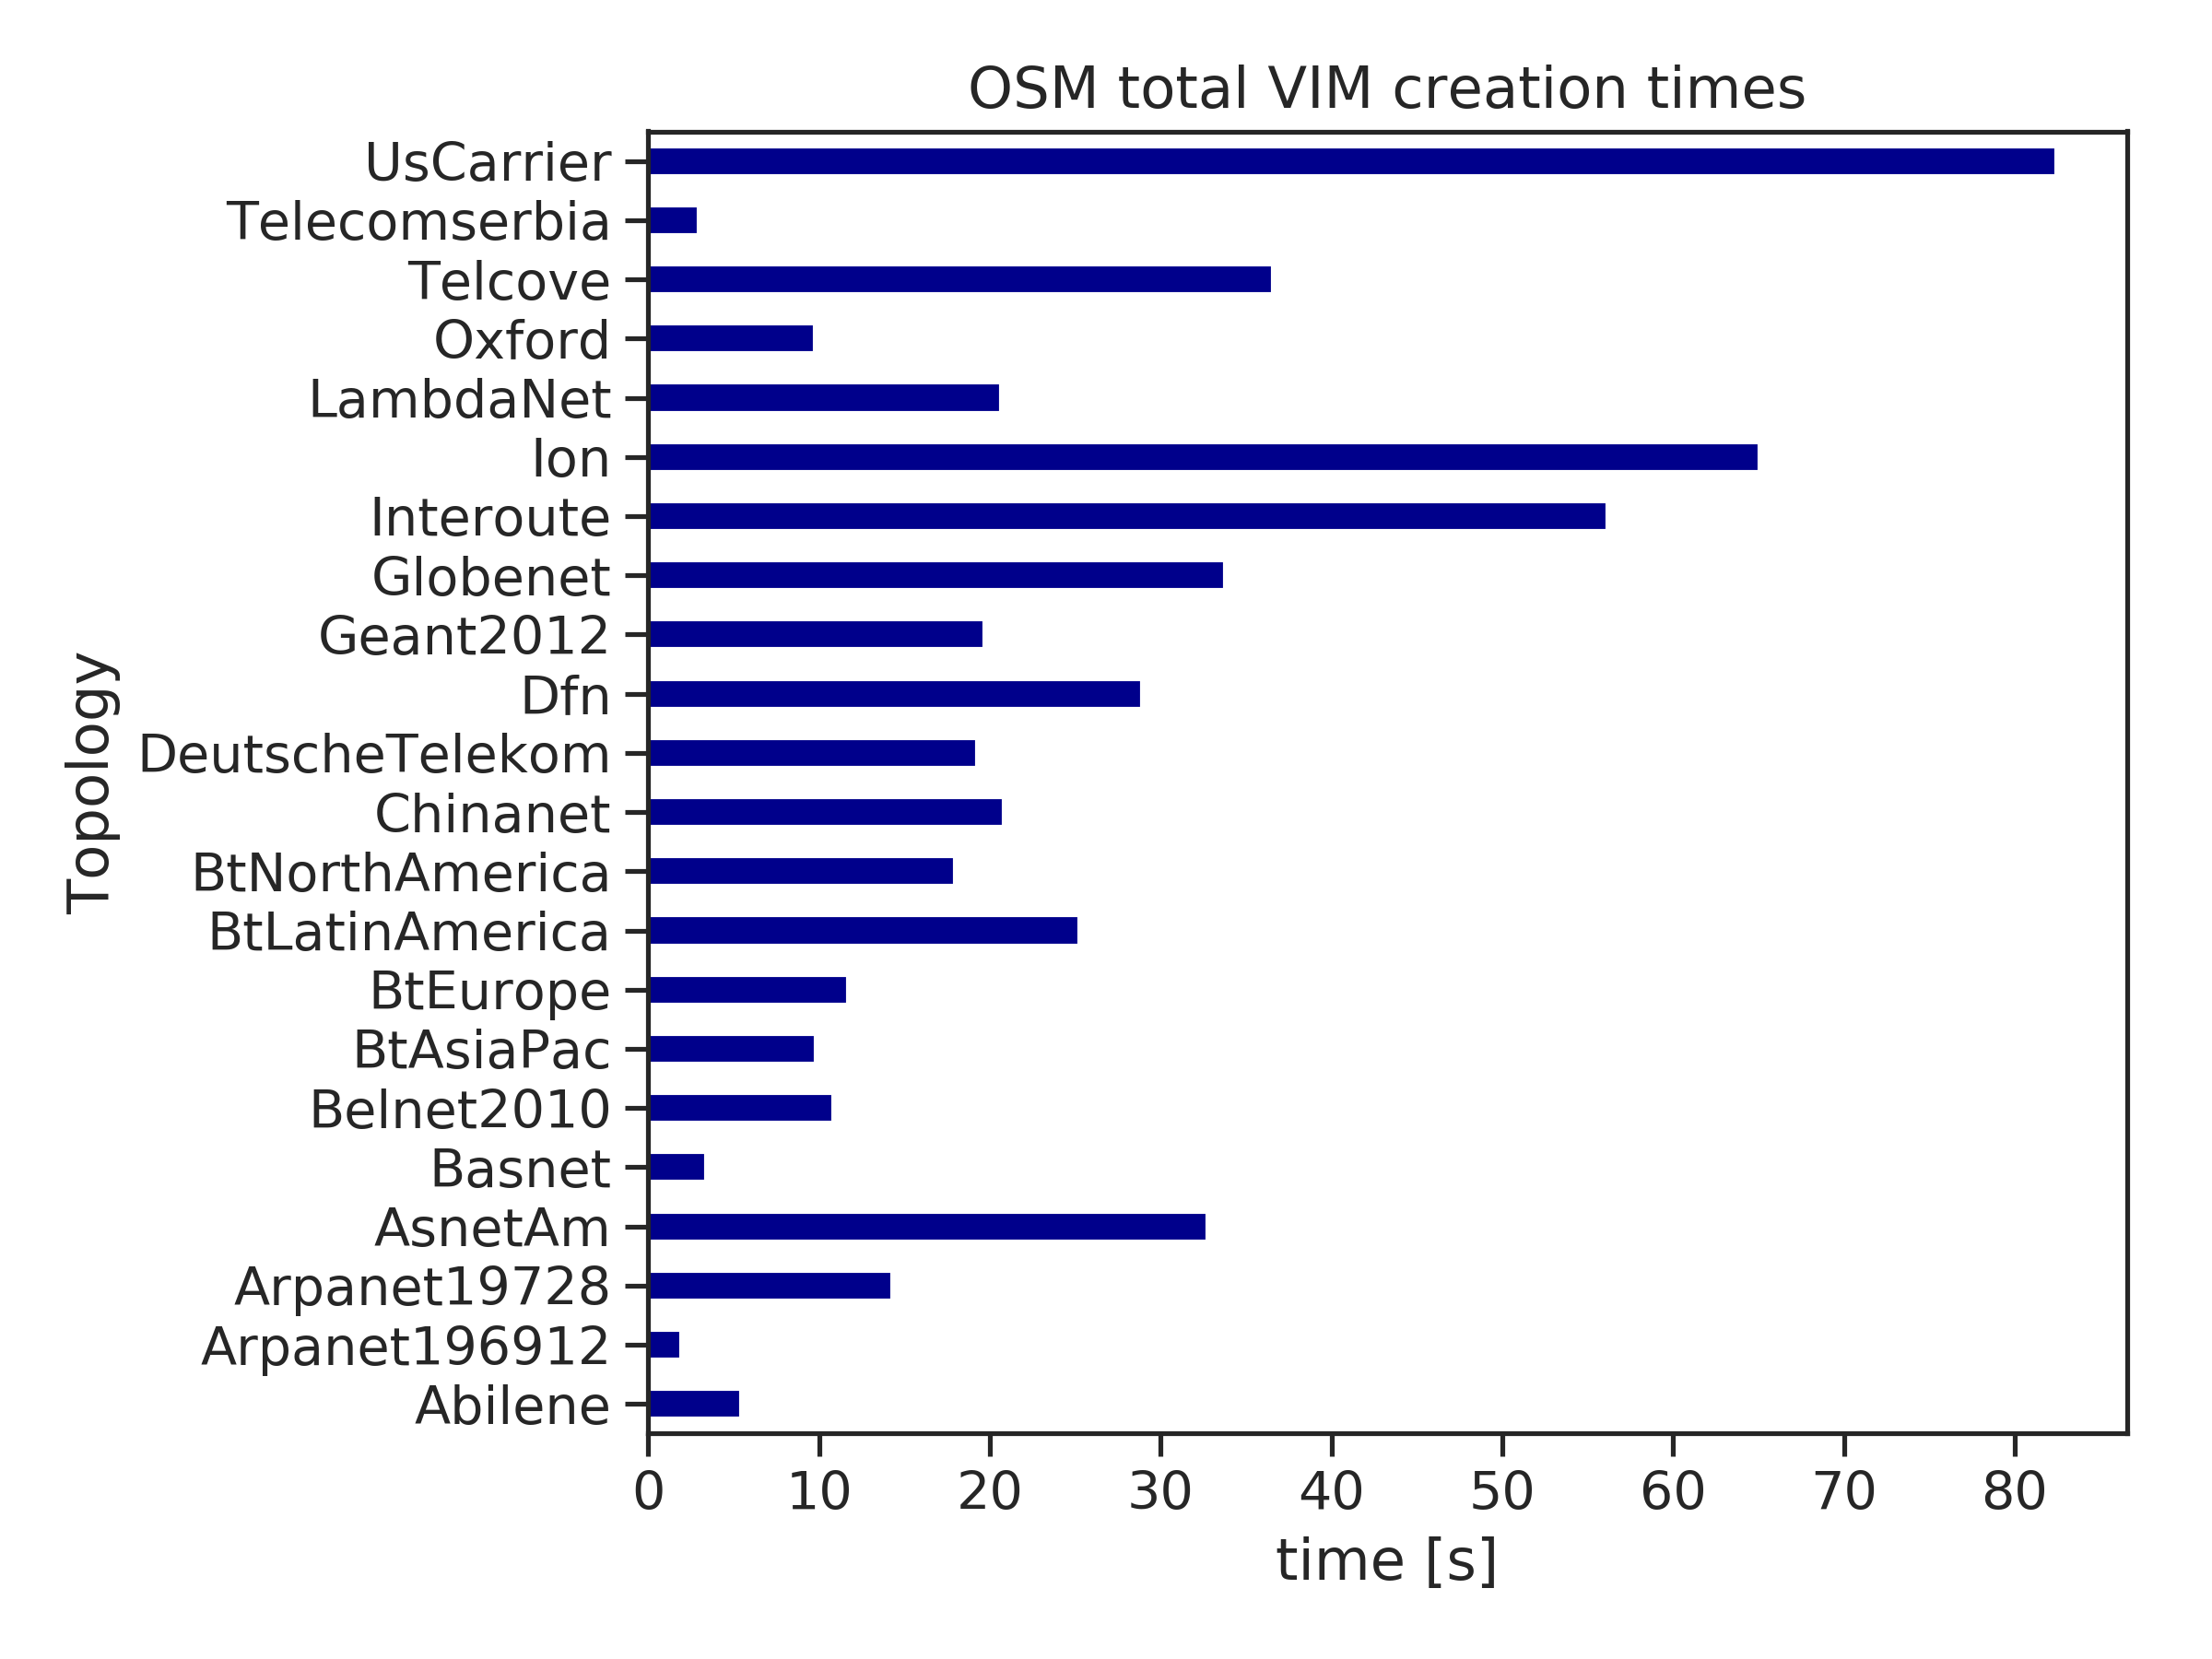 OSM total VIM creation times
UsCarrier
Telecomserbia
Telcove
Oxford
LambdaNet
Ion
Interoute
Globenet
Geant2012
Dfn
DeutscheTelekom
Chinanet
BtNorthAmerica
BtLatinAmerica
BtEurope
BtAsiaPac
Belnet2010
Basnet
AsnetAm
Arpanet19728
Arpanet196912
Abilene
Topology
0 10 20 30 40 50 60 70 80
time [s]